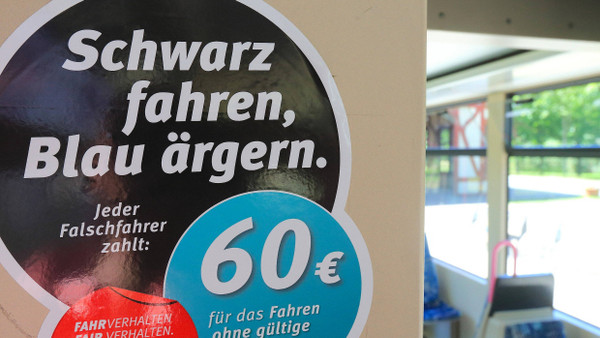 Schwarz
fahren,
Blau ärgern.
Jeder
Falschfahrer
zahlt:
60 €
für das Fahren
ohne gültige
FAHRVERHALTEN.
FAIRVERHALTEN.